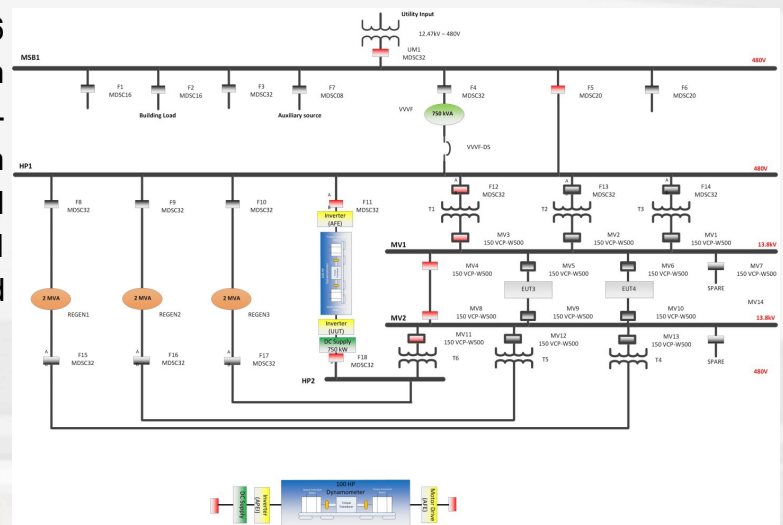 Utility Input
12.47kV – 480V
UM1
MDSC32
MSB1
480V
F1
MDSC16
F2
MDSC16
F3
MDSC32
F7
MDSC08
F4
MDSC32
F5
MDSC20
F6
MDSC20
Building Load
Auxiliary source
VVVF
750 kVA
VVVF-DS
HP1
480V
F8
MDSC32
F9
MDSC32
F10
MDSC32
A
F11
MDSC32
A
F12
MDSC32
A
F13
MDSC32
A
F14
MDSC32
Inverter
(AFE)
T1
T2
T3
MV3
150 VCP-W500
MV2
150 VCP-W500
MV1
150 VCP-W500
MV1
13.8kV
MV4
150 VCP-W500
MV5
150 VCP-W500
MV6
150 VCP-W500
MV7
150 VCP-W500
SPARE
EUT3
EUT4
2 MVA
REGEN1
2 MVA
REGEN2
2 MVA
REGEN3
MV8
150 VCP-W500
MV9
150 VCP-W500
MV10
150 VCP-W500
MV14
MV2
13.8kV
Inverter
(UUT)
DC Supply
750 kW
MV11
150 VCP-W500
MV12
150 VCP-W500
MV13
150 VCP-W500
A
F15
MDSC32
A
F16
MDSC32
A
F17
MDSC32
F18
MDSC32
T6
T5
T4
SPARE
HP2
480V
100 HP
Dynamometer
DC Supply
Inverter
(APEI)
Motor Drive